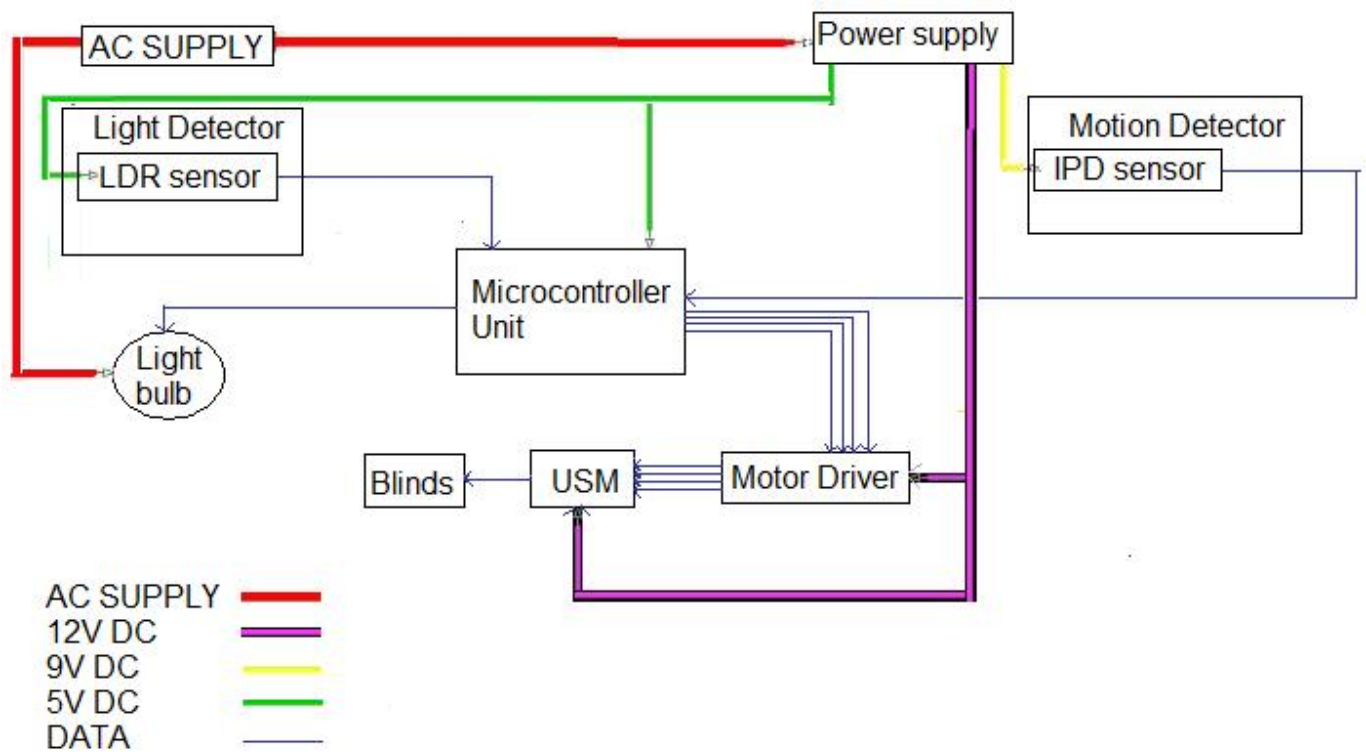 AC SUPPLY
Power supply
Light Detector
LDR sensor
Motion Detector
IPD sensor
Microcontroller
Unit
Light
bulb
Blinds
USM
Motor Driver
AC SUPPLY
12V DC
9V DC
5V DC
DATA